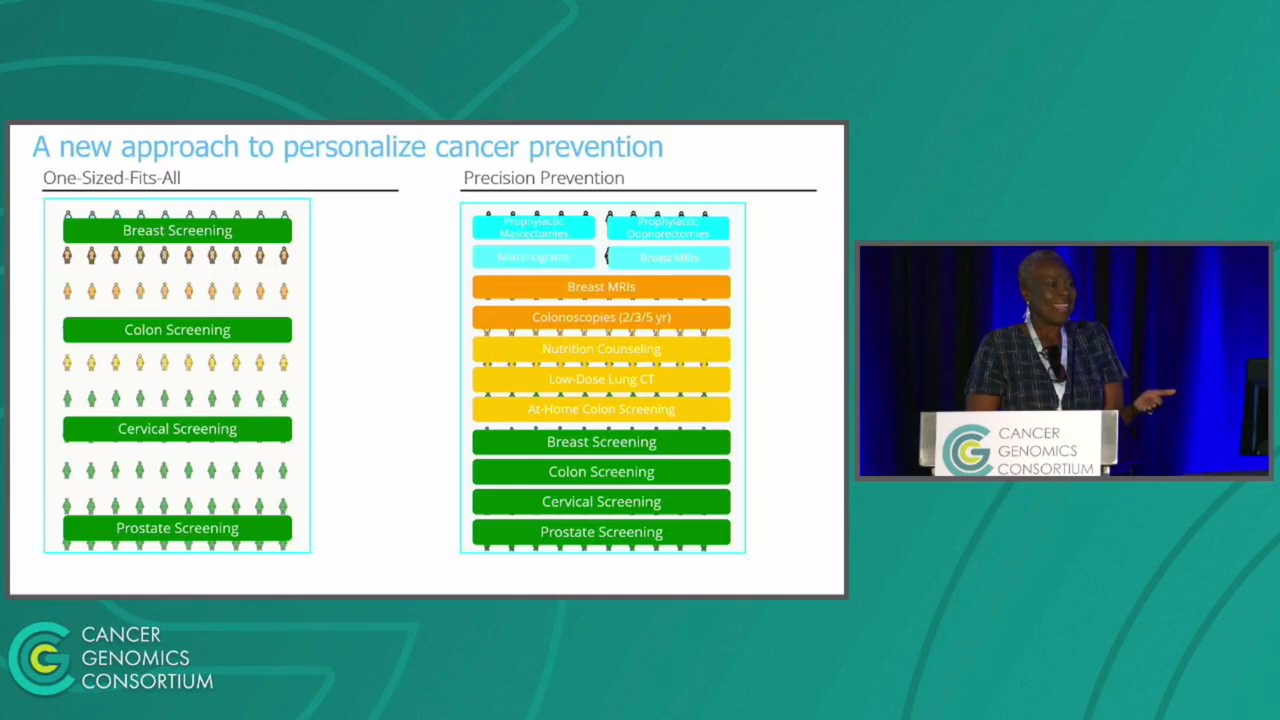 A new approach to personalize cancer prevention
One-Sized-Fits-All
Breast Screening
Colon Screening
Cervical Screening
Prostate Screening
Precision Prevention
Prophylactic
Mastectomies
Prophylactic
Oophorectomies
Mammograms
Breast MRIs
Breast MRIs
Colonoscopies (2/3/5 yr)
Nutrition Counseling
Low-Dose Lung CT
At-Home Colon Screening
Breast Screening
Colon Screening
Cervical Screening
Prostate Screening
CANCER
GENOMICS
CONSORTIUM
CANCER
GENOMICS
CONSORTIUM